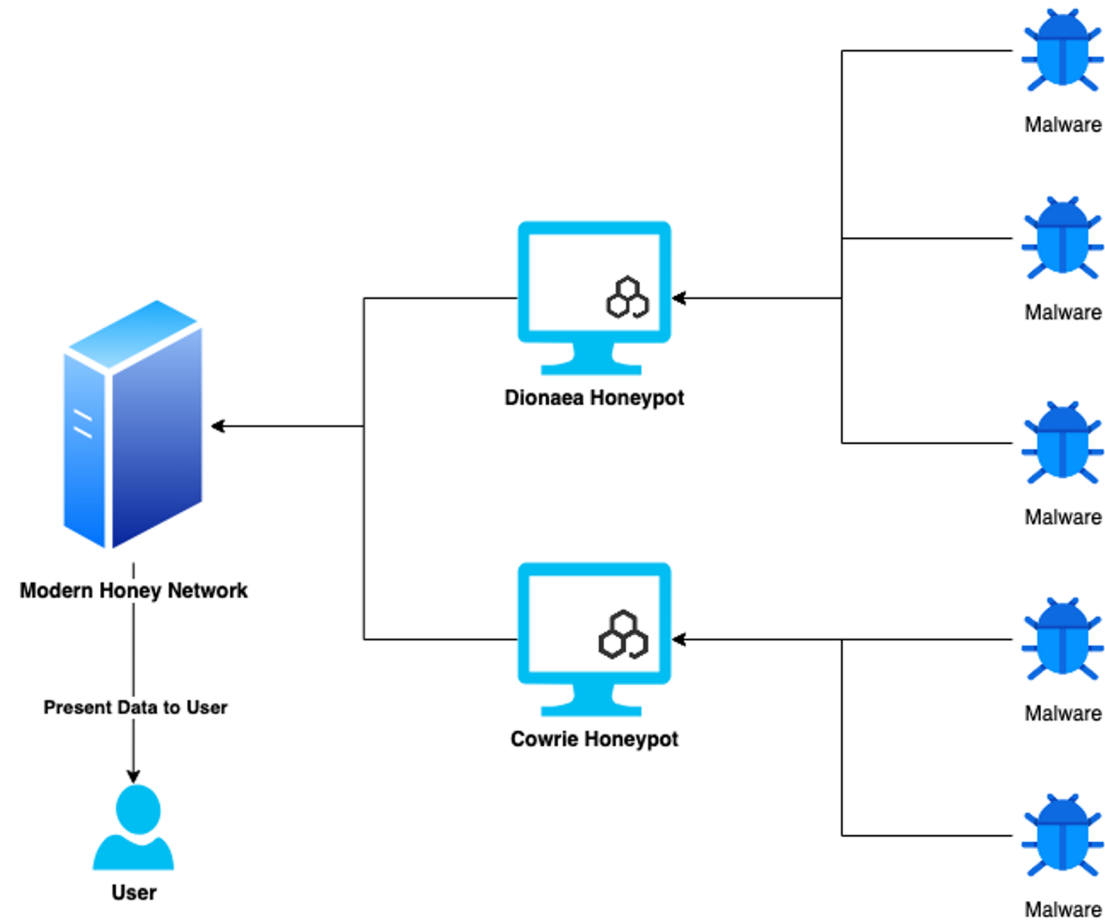 Malware
Malware
Dionaea Honeypot
Malware
Modern Honey Network
Present Data to User
Malware
Cowrie Honeypot
User
Malware